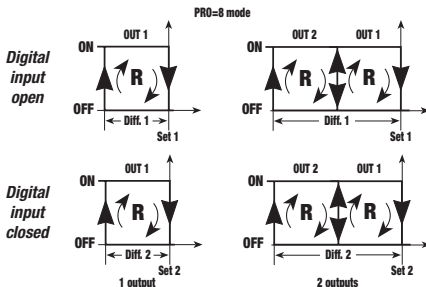 PRO=8 mode
Digital
input
open
ON
OUT 1
R
OFF
Diff. 1
Set 1
ON
OUT 2
OUT 1
R
R
OFF
Diff. 1
Set 1
Digital
input
closed
ON
OUT 1
R
OFF
Diff. 2
Set 2
1 output
ON
OUT 2
OUT 1
R
R
OFF
Diff. 2
Set 2
2 outputs